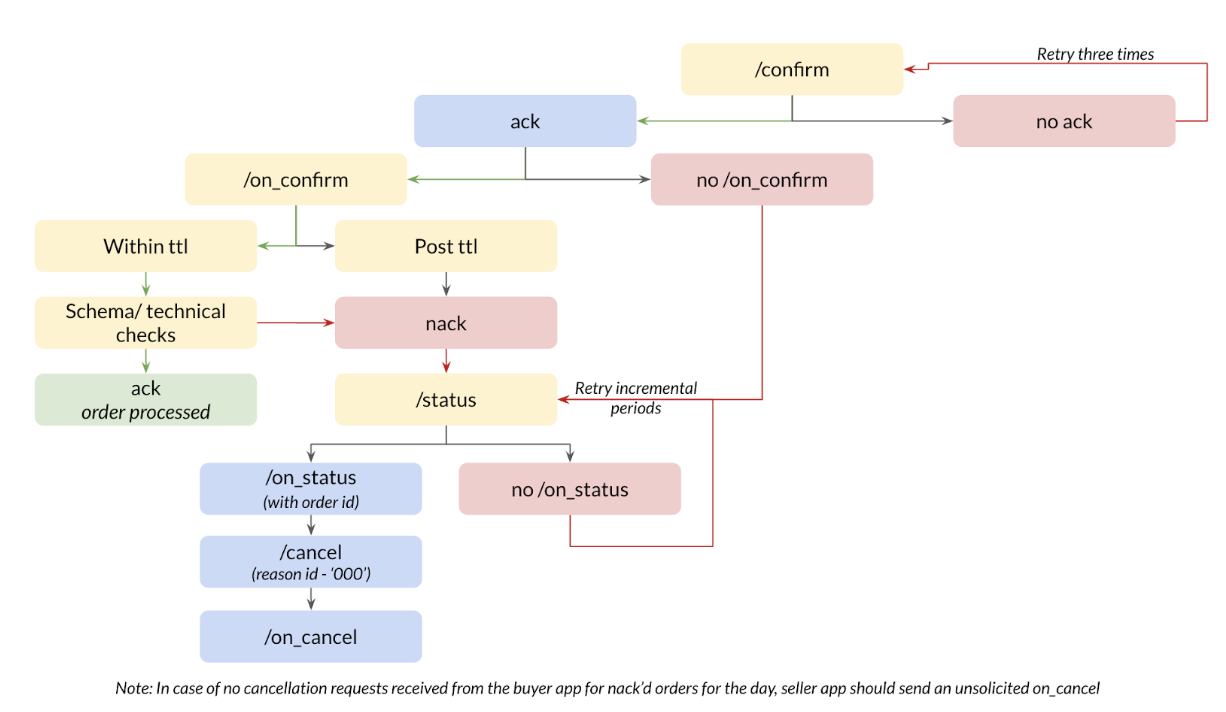 Retry three times
/confirm
ack
no ack
/on_confirm
no /on_confirm
Within ttl
Post ttl
Schema/ technical
checks
nack
ack
order processed
/status
Retry incremental
periods
/on_status
(with order id)
no /on_status
/cancel
(reason id - ‘000’)
/on_cancel
Note: In case of no cancellation requests received from the buyer app for nack’d orders for the day, seller app should send an unsolicited on_cancel